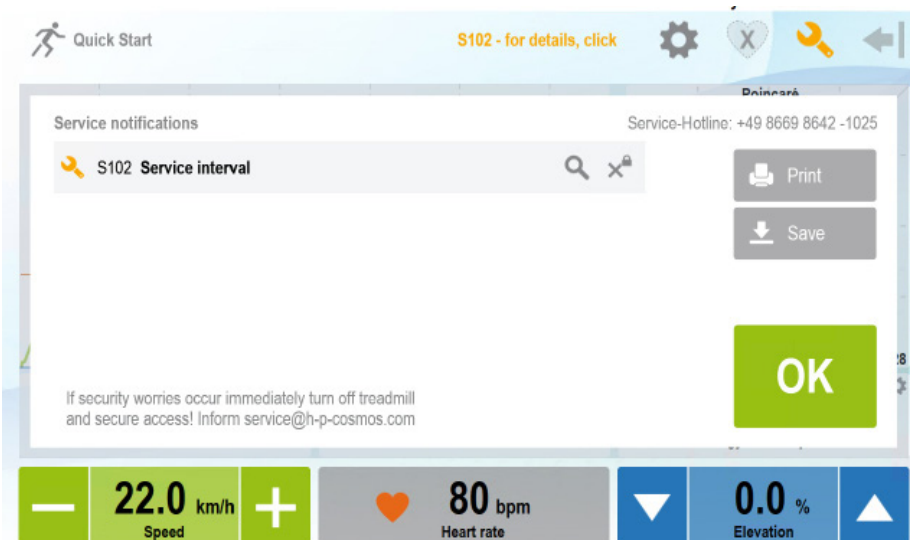 Quick Start
S102 - for details, click
X
Poincaré
Service notifications
Service-Hotline: +49 8669 8642 -1025
S102 Service interval
Print
Save
OK
28
If security worries occur immediately turn off treadmill
and secure access! Inform service@h-p-cosmos.com
22.0 km/h
Speed
80 bpm
Heart rate
0.0 %
Elevation